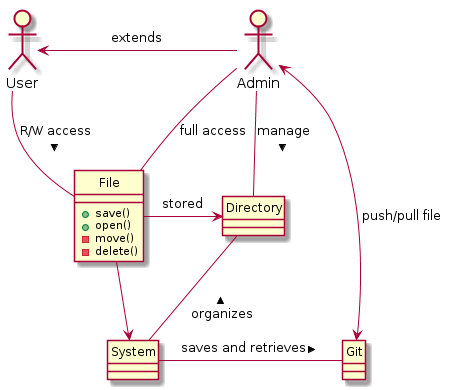 extends
User
Admin
R/W access
full access
manage
File
save()
open()
move()
delete()
stored
Directory
push/pull file
organizes
System
saves and retrieves
Git